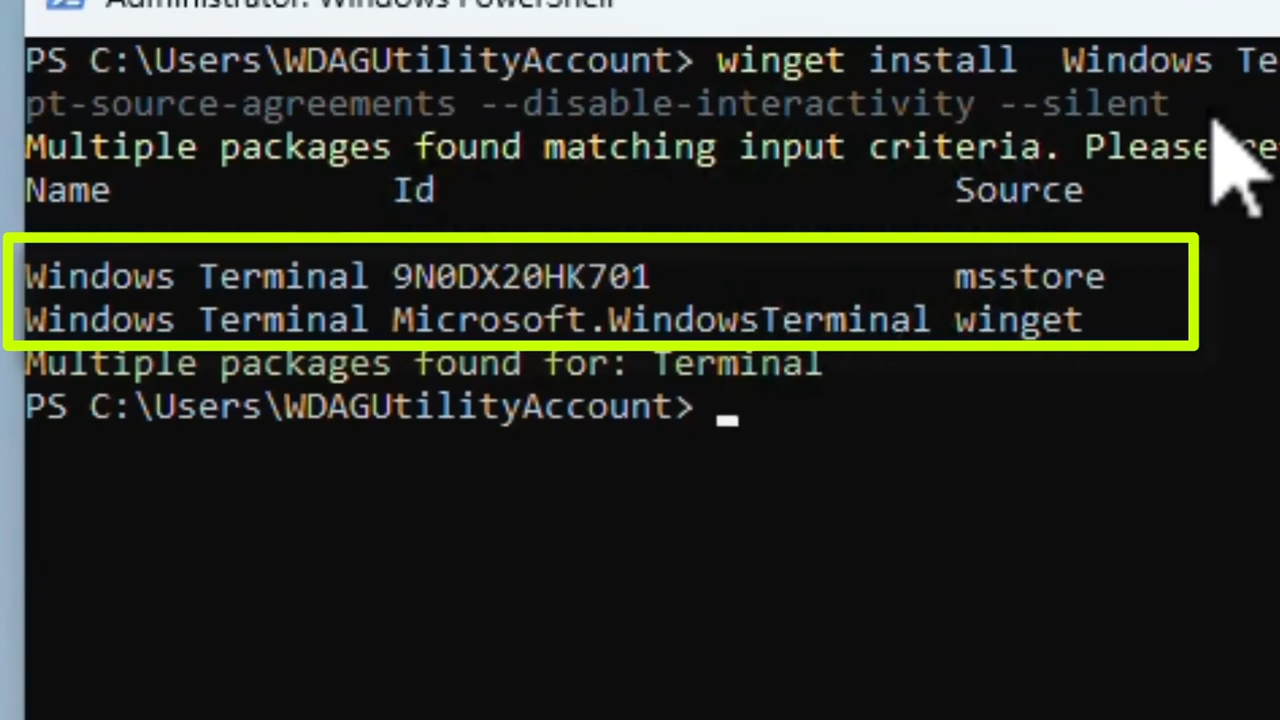 Administrator: Windows PowerShell
PS C:\Users\WDAGUtilityAccount> winget install  Windows Te
pt-source-agreements --disable-interactivity --silent
Multiple packages found matching input criteria. Please
Name Id Source
Windows Terminal 9N0DX20HK701 msstore
Windows Terminal Microsoft.WindowsTerminal winget
Multiple packages found for: Terminal
PS C:\Users\WDAGUtilityAccount>